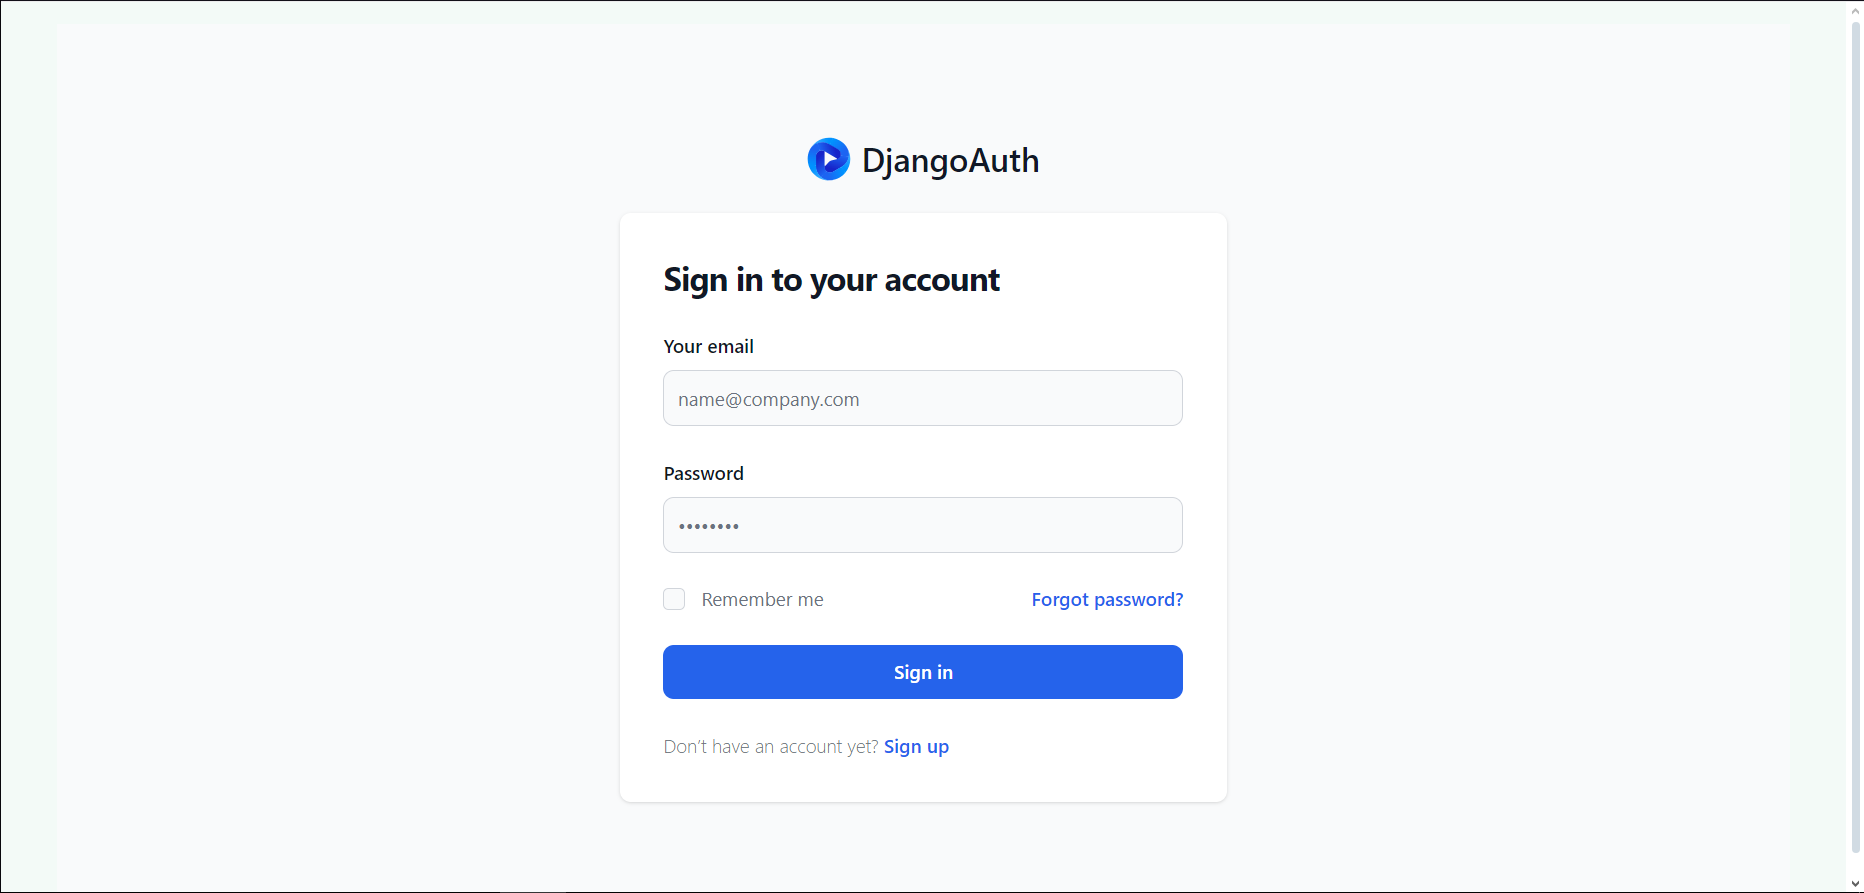 DjangoAuth
Sign in to your account
Your email
name@company.com
Password
••••••••
Remember me
Forgot password?
Sign in
Don't have an account yet? Sign up